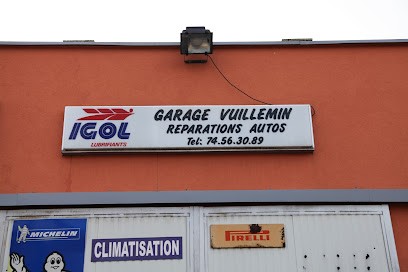 IGOL
LUBRIFIANTS
GARAGE VUILLEMIN
REPARATIONS AUTOS
Tel: 74.56.30.89
MICHELIN
CLIMATISATION
PIRELLI